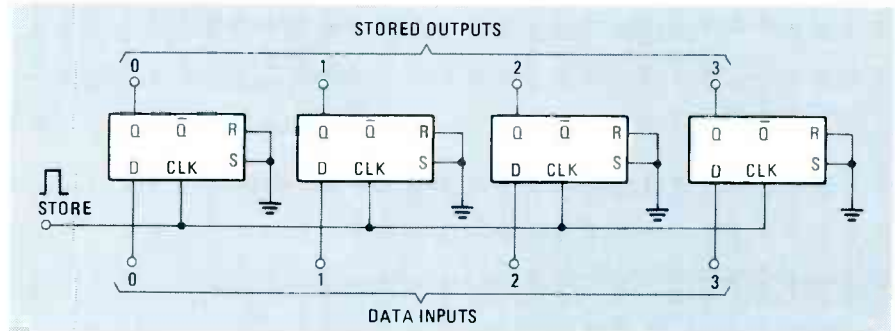 STORED OUTPUTS
0 1 2 3
Q Q̅ R Q Q̅ R Q Q̅ R Q Q̅ R
D CLK S D CLK S D CLK S D CLK S
STORE
0 1 2 3
DATA INPUTS